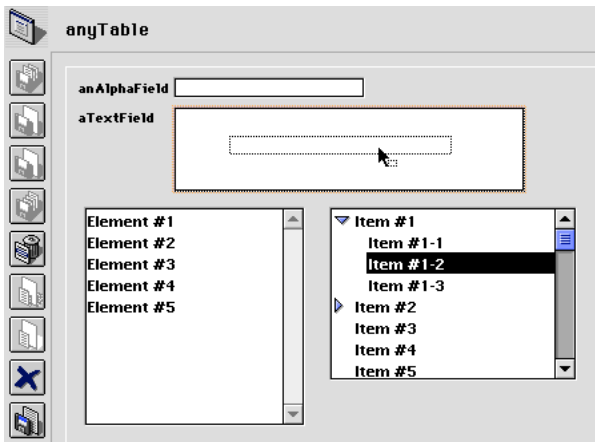 anyTable
anAlphaField
aTextField
Element #1
Element #2
Element #3
Element #4
Element #5
Item #1
Item #1-1
Item #1-2
Item #1-3
Item #2
Item #3
Item #4
Item #5